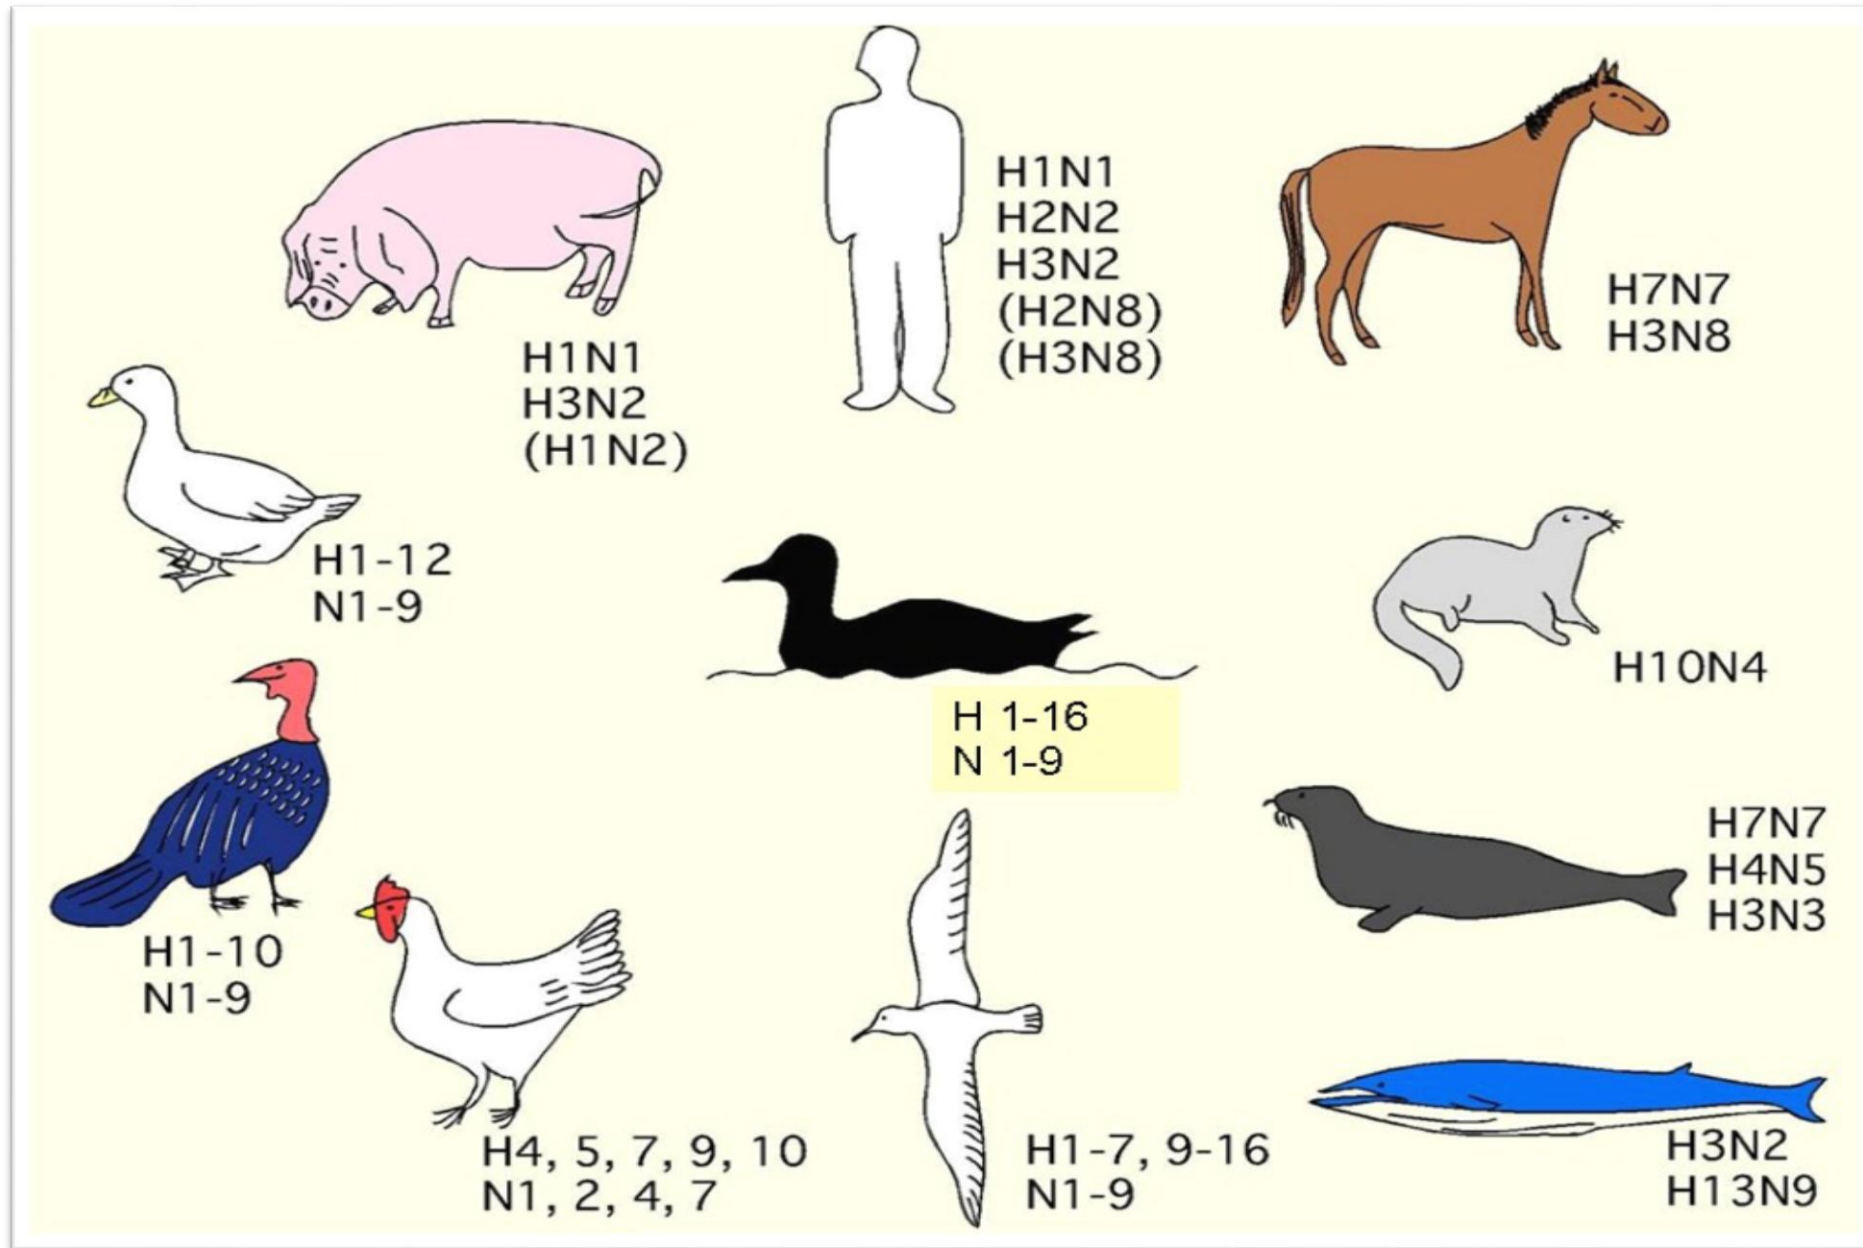 H1N1
H2N2
H3N2
(H2N8)
(H3N8)
H7N7
H3N8
H1N1
H3N2
(H1N2)
H1-12
N1-9
H10N4
H 1-16
N 1-9
H7N7
H4N5
H3N3
H1-10
N1-9
H4, 5, 7, 9, 10
N1, 2, 4, 7
H1-7, 9-16
N1-9
H3N2
H13N9